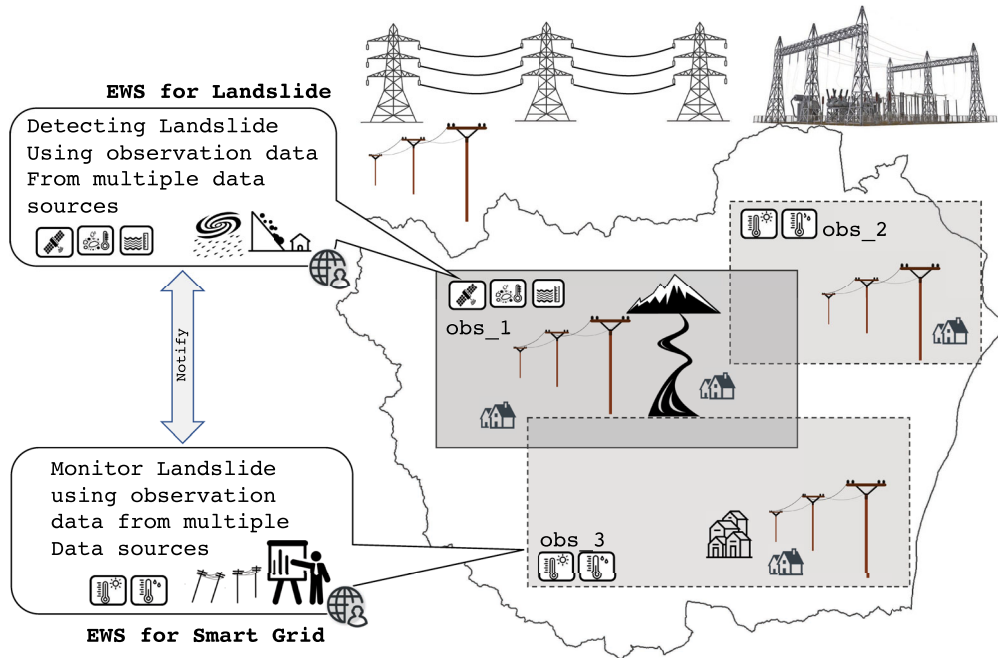 EWS for Landslide
Detecting Landslide
Using observation data
From multiple data
sources
obs_2
obs_1
Notify
Monitor Landslide
using observation
data from multiple
Data sources
obs_3
EWS for Smart Grid